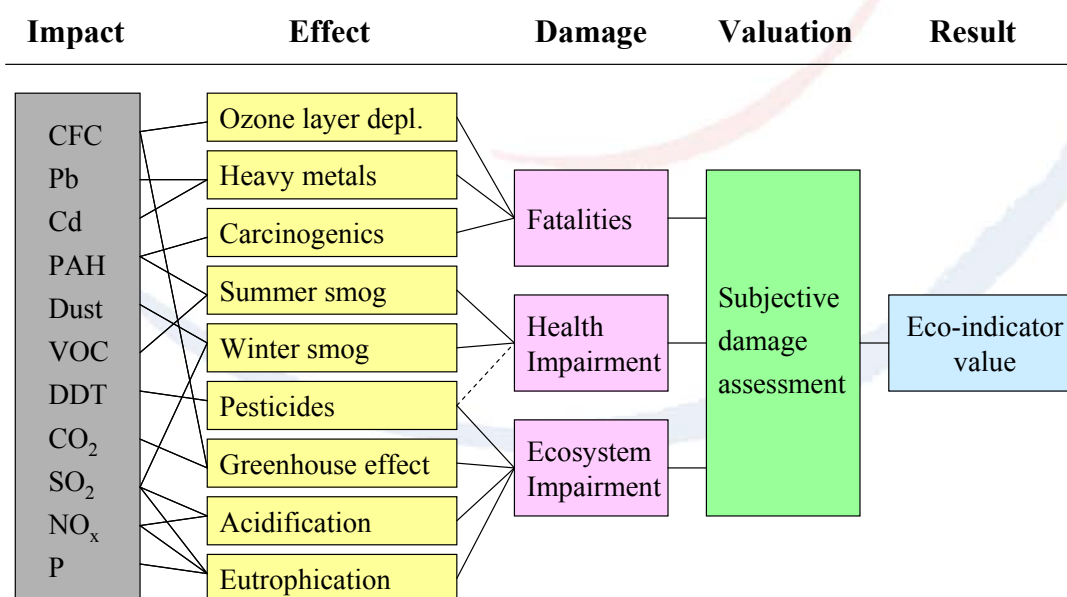 Impact Effect Damage Valuation Result
CFC
Pb
Cd
PAH
Dust
VOC
DDT
CO₂
SO₂
NOₓ
P
Ozone layer depl.
Heavy metals
Carcinogenics
Summer smog
Winter smog
Pesticides
Greenhouse effect
Acidification
Eutrophication
Fatalities
Health
Impairment
Ecosystem
Impairment
Subjective
damage
assessment
Eco-indicator
value